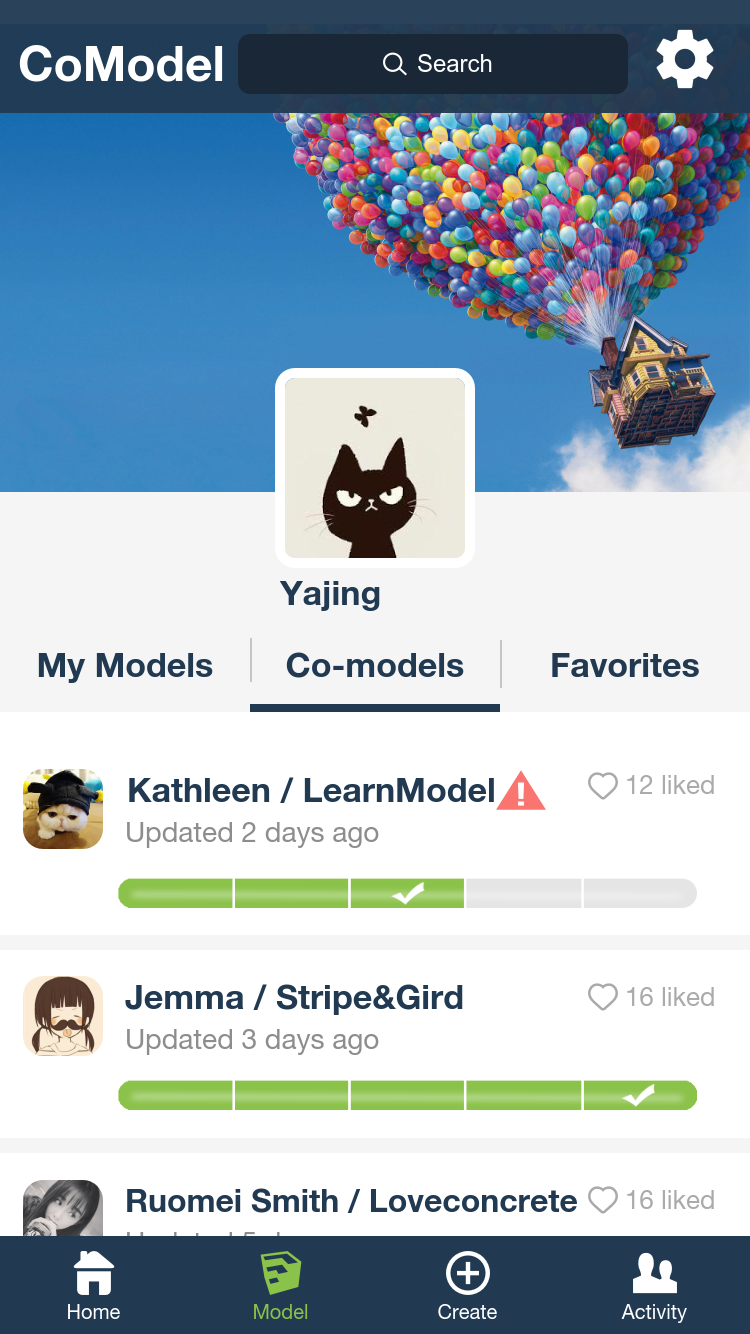 CoModel
Search
Yajing
My Models
Co-models
Favorites
Kathleen / LearnModel
12 liked
Updated 2 days ago
Jemma / Stripe&Gird
16 liked
Updated 3 days ago
Ruomei Smith / Loveconcrete
16 liked
Home
Model
Create
Activity